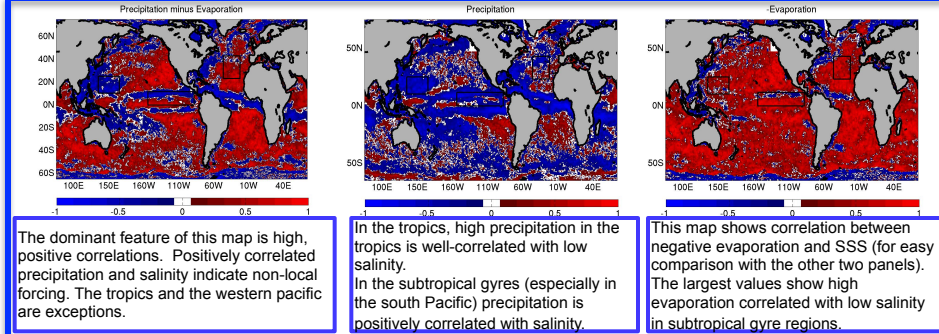 Precipitation minus Evaporation
60N
40N
20N
0N
20S
40S
60S
100E 150E 160W 110W 60W 10W 40E
-1 -0.5 0 0.5 1
The dominant feature of this map is high,
positive correlations. Positively correlated
precipitation and salinity indicate non-local
forcing. The tropics and the western pacific
are exceptions.
Precipitation
50N
0N
50S
100E 150E 160W 110W 60W 10W 40E
-1 -0.5 0 0.5 1
In the tropics, high precipitation in the
tropics is well-correlated with low
salinity.
In the subtropical gyres (especially in
the south Pacific) precipitation is
positively correlated with salinity.
-Evaporation
50N
0N
50S
100E 150E 160W 110W 60W 10W 40E
-1 -0.5 0 0.5 1
This map shows correlation between
negative evaporation and SSS (for easy
comparison with the other two panels).
The largest values show high
evaporation correlated with low salinity
in subtropical gyre regions.